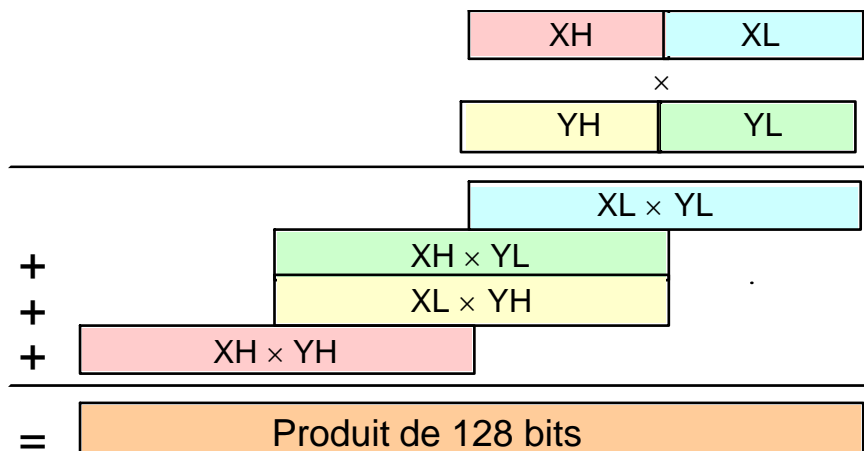 XH XL
×
YH YL
XL × YL
+ XH × YL
+ XL × YH
+ XH × YH
= Produit de 128 bits